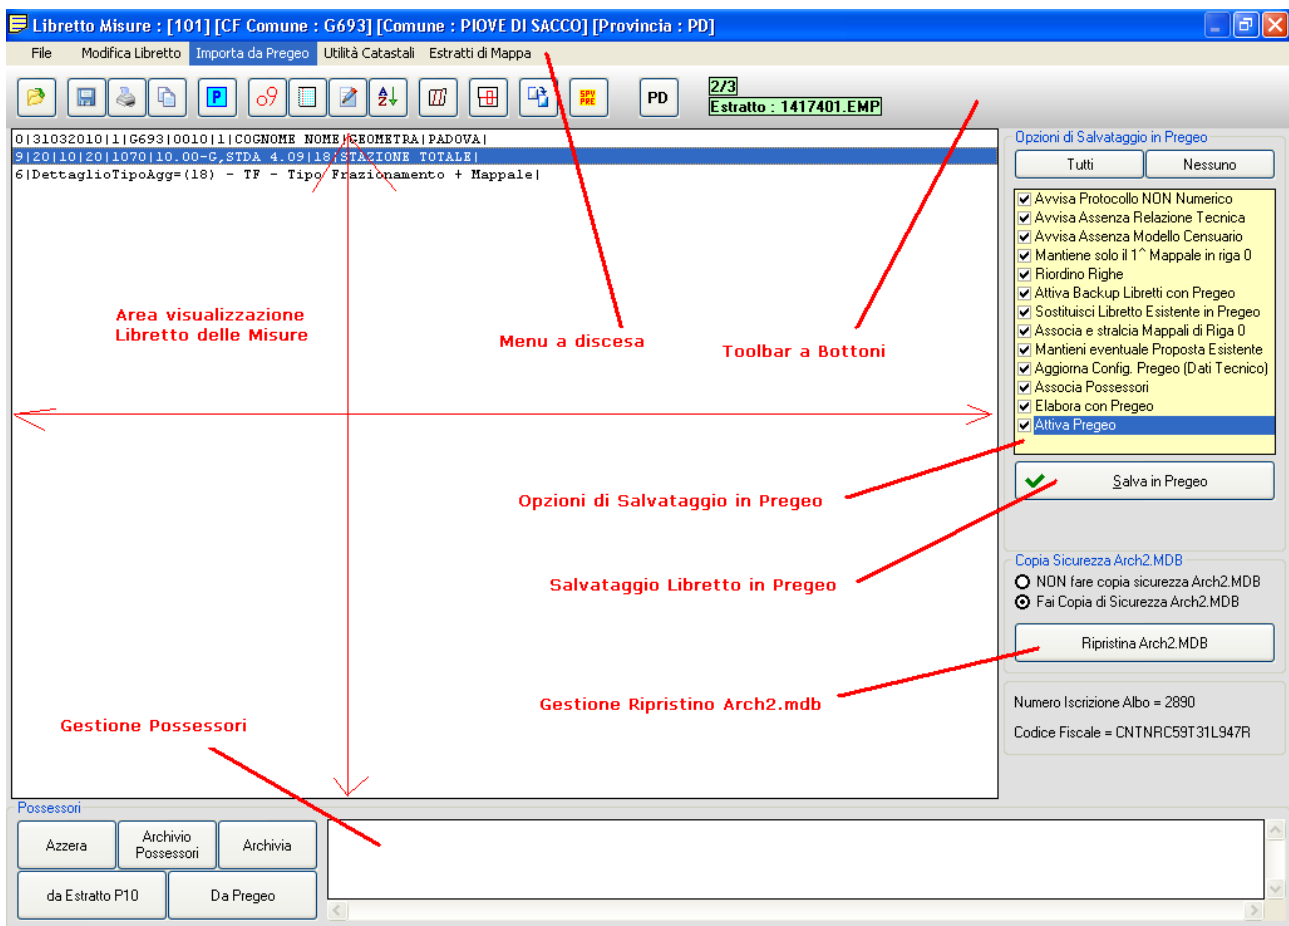 Libretto Misure : [101] [CF Comune : G693] [Comune : PIOVE DI SACCO] [Provincia : PD]
File Modifica Libretto Importa da Pregeo Utilità Catastali Estratti di Mappa
P o9 A Z SPV PRE PD
2/3
Estratto : 1417401.EMP
0|31032010|1|G693|0010|1|COGNOME NOME|GEOMETRA|PADOVA|
9|20|10|20|1070|10.00-G,STDA 4.09|18|STAZIONE TOTALE|
6|DettaglioTipoAgg=(18) - TF - Tipo Frazionamento + Mappale|
Area visualizzazione
Libretto delle Misure
Menu a discesa
Toolbar a Bottoni
Opzioni di Salvataggio in Pregeo
Salvataggio Libretto in Pregeo
Gestione Ripristino Arch2.mdb
Gestione Possessori
Opzioni di Salvataggio in Pregeo
Tutti Nessuno
Avvisa Protocollo NON Numerico
Avvisa Assenza Relazione Tecnica
Avvisa Assenza Modello Censuario
Mantiene solo il 1^ Mappale in riga 0
Riordino Righe
Attiva Backup Libretti con Pregeo
Sostituisci Libretto Esistente in Pregeo
Associa e stralcia Mappali di Riga 0
Mantieni eventuale Proposta Esistente
Aggiorna Config. Pregeo (Dati Tecnico)
Associa Possessori
Elabora con Pregeo
Attiva Pregeo
Salva in Pregeo
Copia Sicurezza Arch2.MDB
NON fare copia sicurezza Arch2.MDB
Fai Copia di Sicurezza Arch2.MDB
Ripristina Arch2.MDB
Numero Iscrizione Albo = 2890
Codice Fiscale = CNTNRC59T31L947R
Possessori
Azzera
Archivio
Possessori
Archivia
da Estratto P10
Da Pregeo